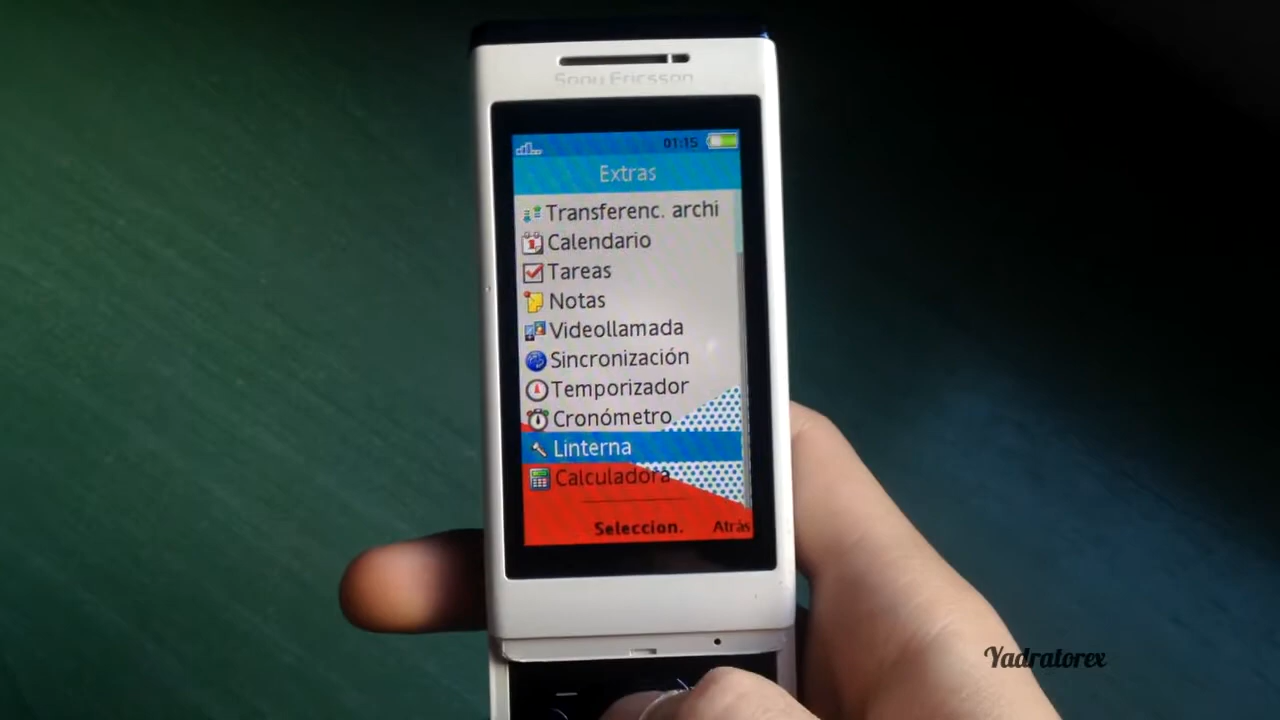 Sony Ericsson
01:15
Extras
Transferenc. archi
Calendario
Tareas
Notas
Videollamada
Sincronización
Temporizador
Cronómetro
Linterna
Calculadora
Seleccion. Atrás
Yadratorex